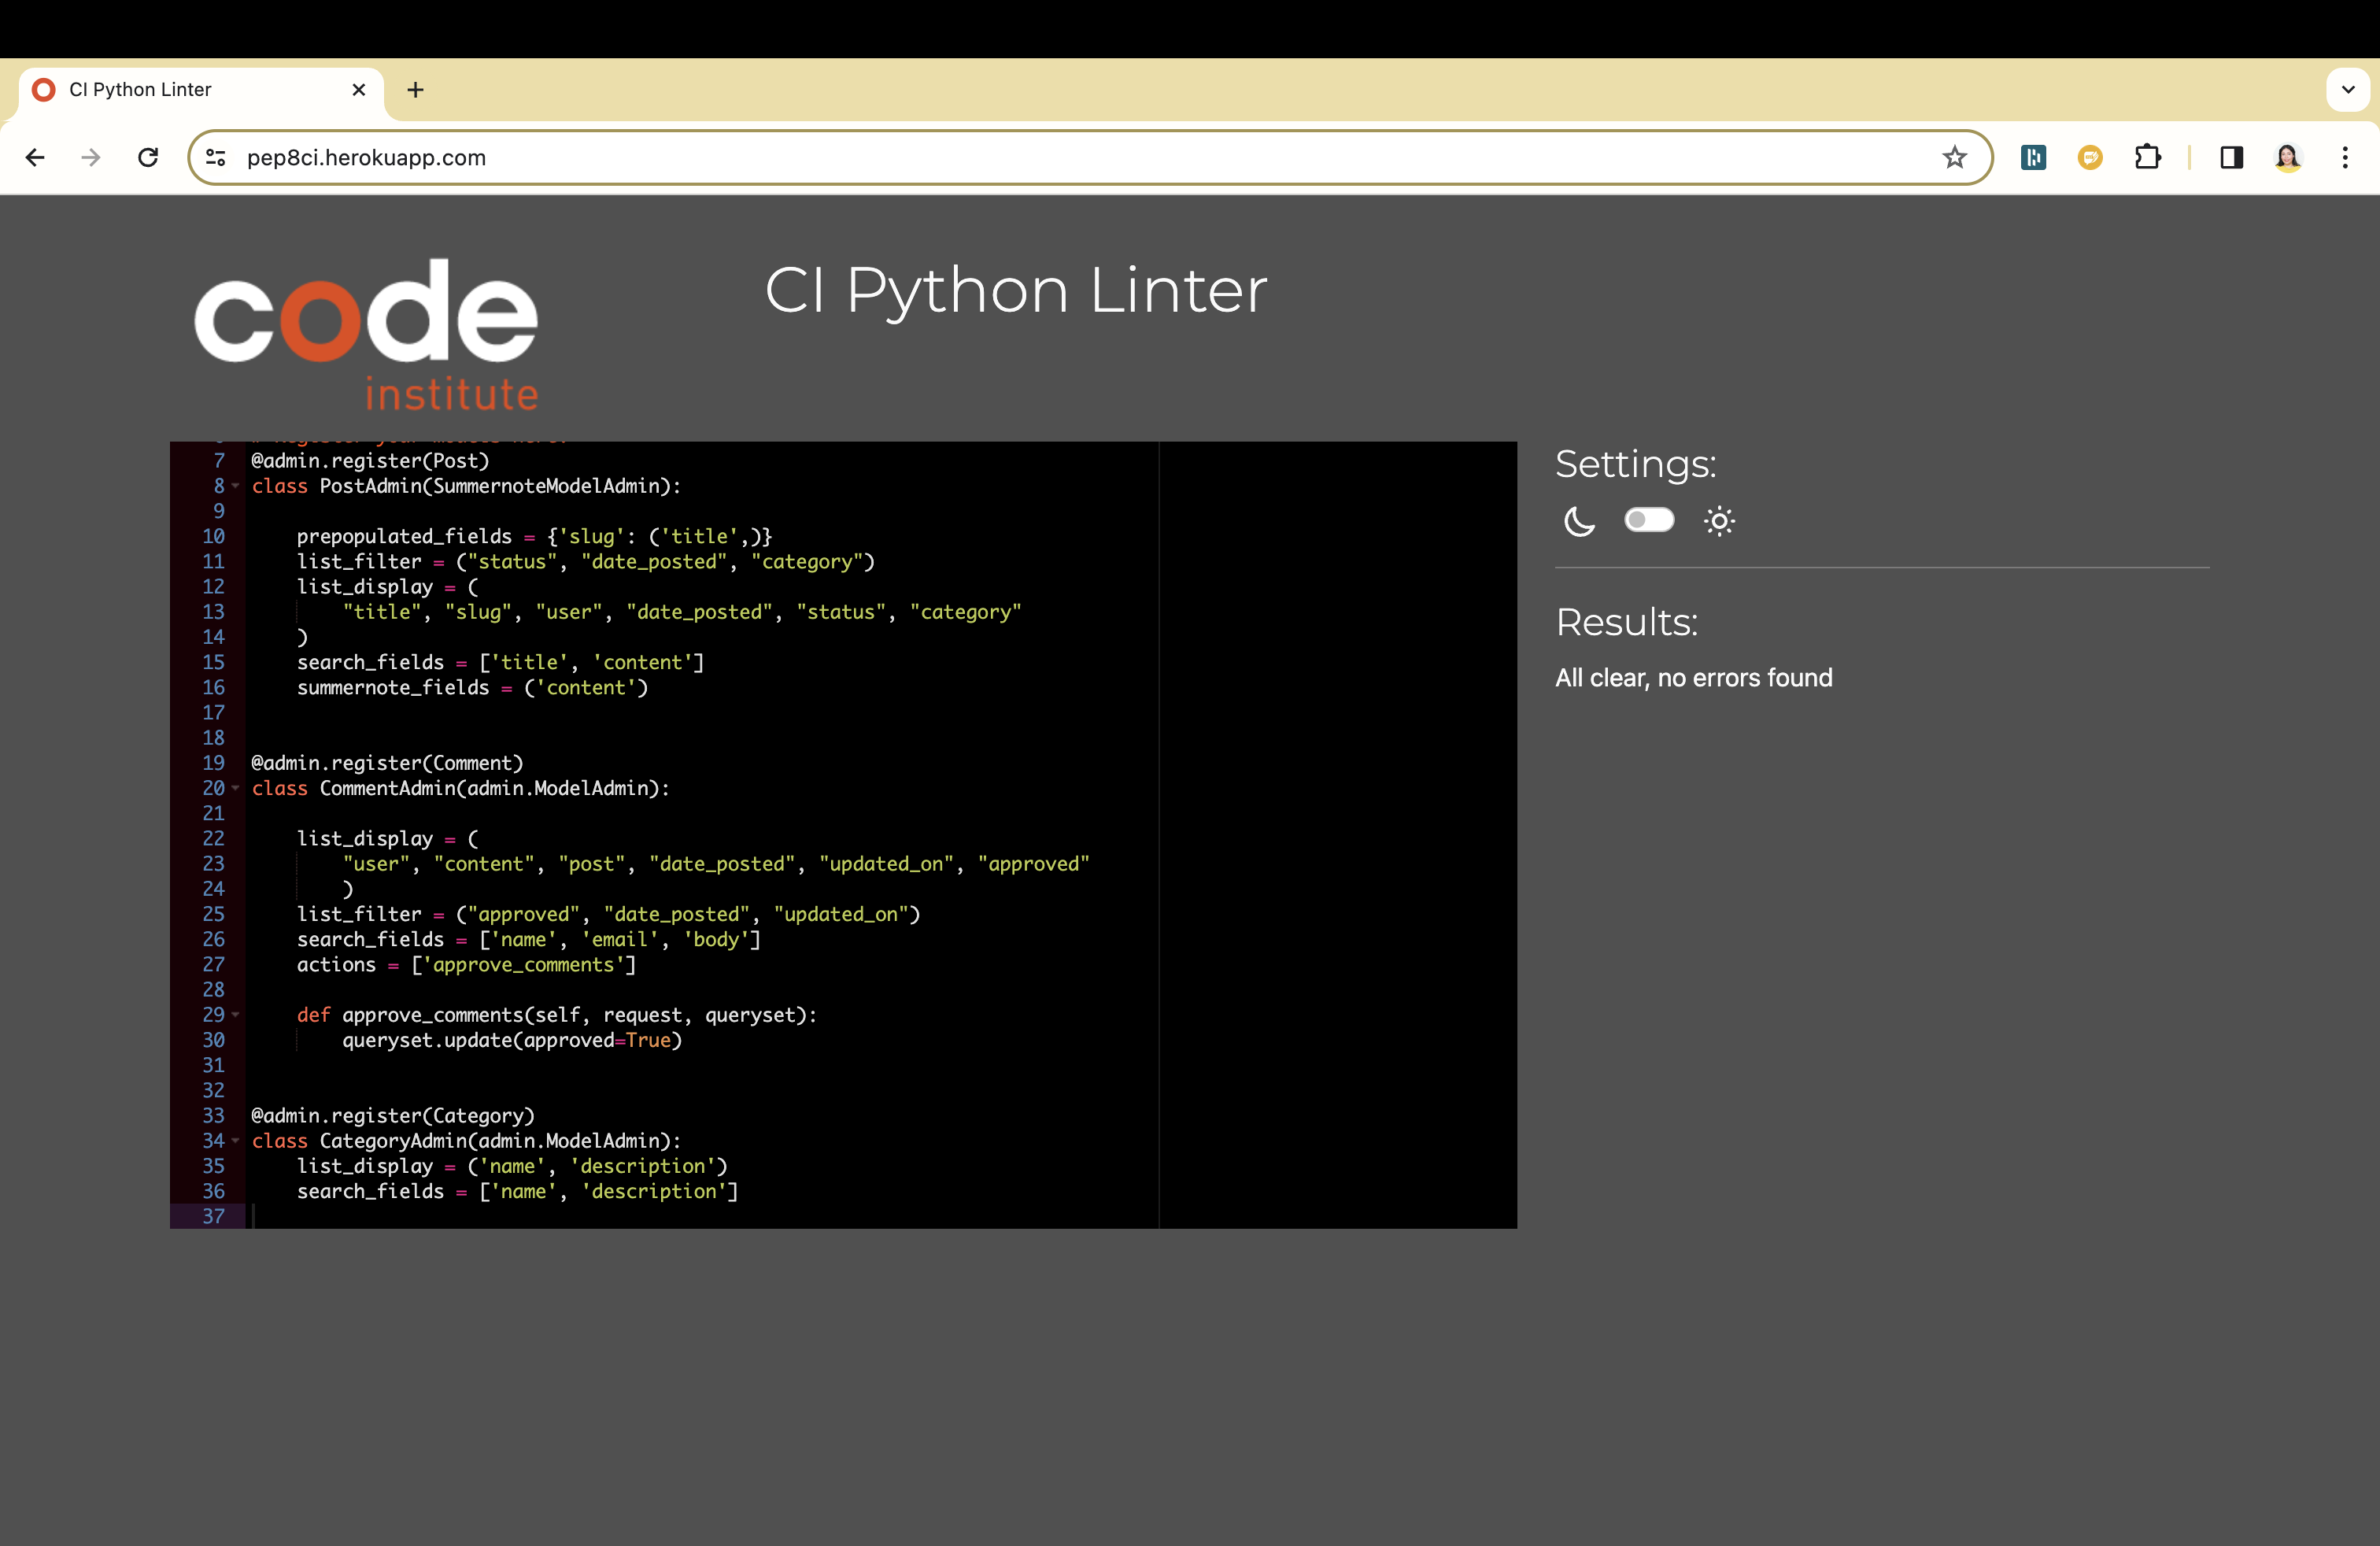 CI Python Linter
pep8ci.herokuapp.com
code
institute
CI Python Linter
# Register your models here.
7 @admin.register(Post)
8 class PostAdmin(SummernoteModelAdmin):
9
10 prepopulated_fields = {'slug': ('title',)}
11 list_filter = ("status", "date_posted", "category")
12 list_display = (
13 "title", "slug", "user", "date_posted", "status", "category"
14 )
15 search_fields = ['title', 'content']
16 summernote_fields = ('content')
17
18
19 @admin.register(Comment)
20 class CommentAdmin(admin.ModelAdmin):
21
22 list_display = (
23 "user", "content", "post", "date_posted", "updated_on", "approved"
24 )
25 list_filter = ("approved", "date_posted", "updated_on")
26 search_fields = ['name', 'email', 'body']
27 actions = ['approve_comments']
28
29 def approve_comments(self, request, queryset):
30 queryset.update(approved=True)
31
32
33 @admin.register(Category)
34 class CategoryAdmin(admin.ModelAdmin):
35 list_display = ('name', 'description')
36 search_fields = ['name', 'description']
37
Settings:
Results:
All clear, no errors found